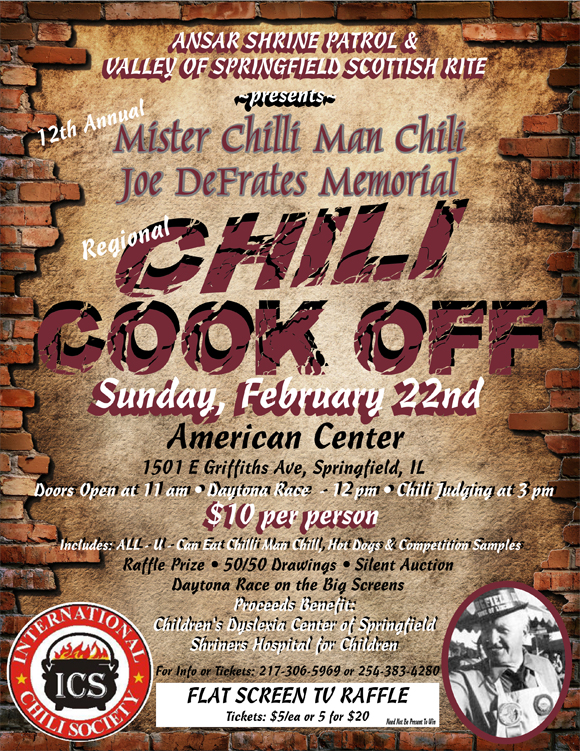 ANSAR SHRINE PATROL &
VALLEY OF SPRINGFIELD SCOTTISH RITE
~presents~
12th Annual
Mister Chilli Man Chili
Joe DeFrates Memorial
Regional
CHILI
COOK OFF
Sunday, February 22nd
American Center
1501 E Griffiths Ave, Springfield, IL
Doors Open at 11 am • Daytona Race - 12 pm • Chili Judging at 3 pm
$10 per person
Includes: ALL - U - Can Eat Chilli Man Chili, Hot Dogs & Competition Samples
Raffle Prize • 50/50 Drawings • Silent Auction
Daytona Race on the Big Screens
Proceeds Benefit:
Children's Dyslexia Center of Springfield
Shriners Hospital for Children
For Info or Tickets: 217-306-5969 or 254-383-4280
FLAT SCREEN TV RAFFLE
Tickets: $5/ea or 5 for $20
Need Not Be Present To Win
INTERNATIONAL
ICS
CHILI SOCIETY